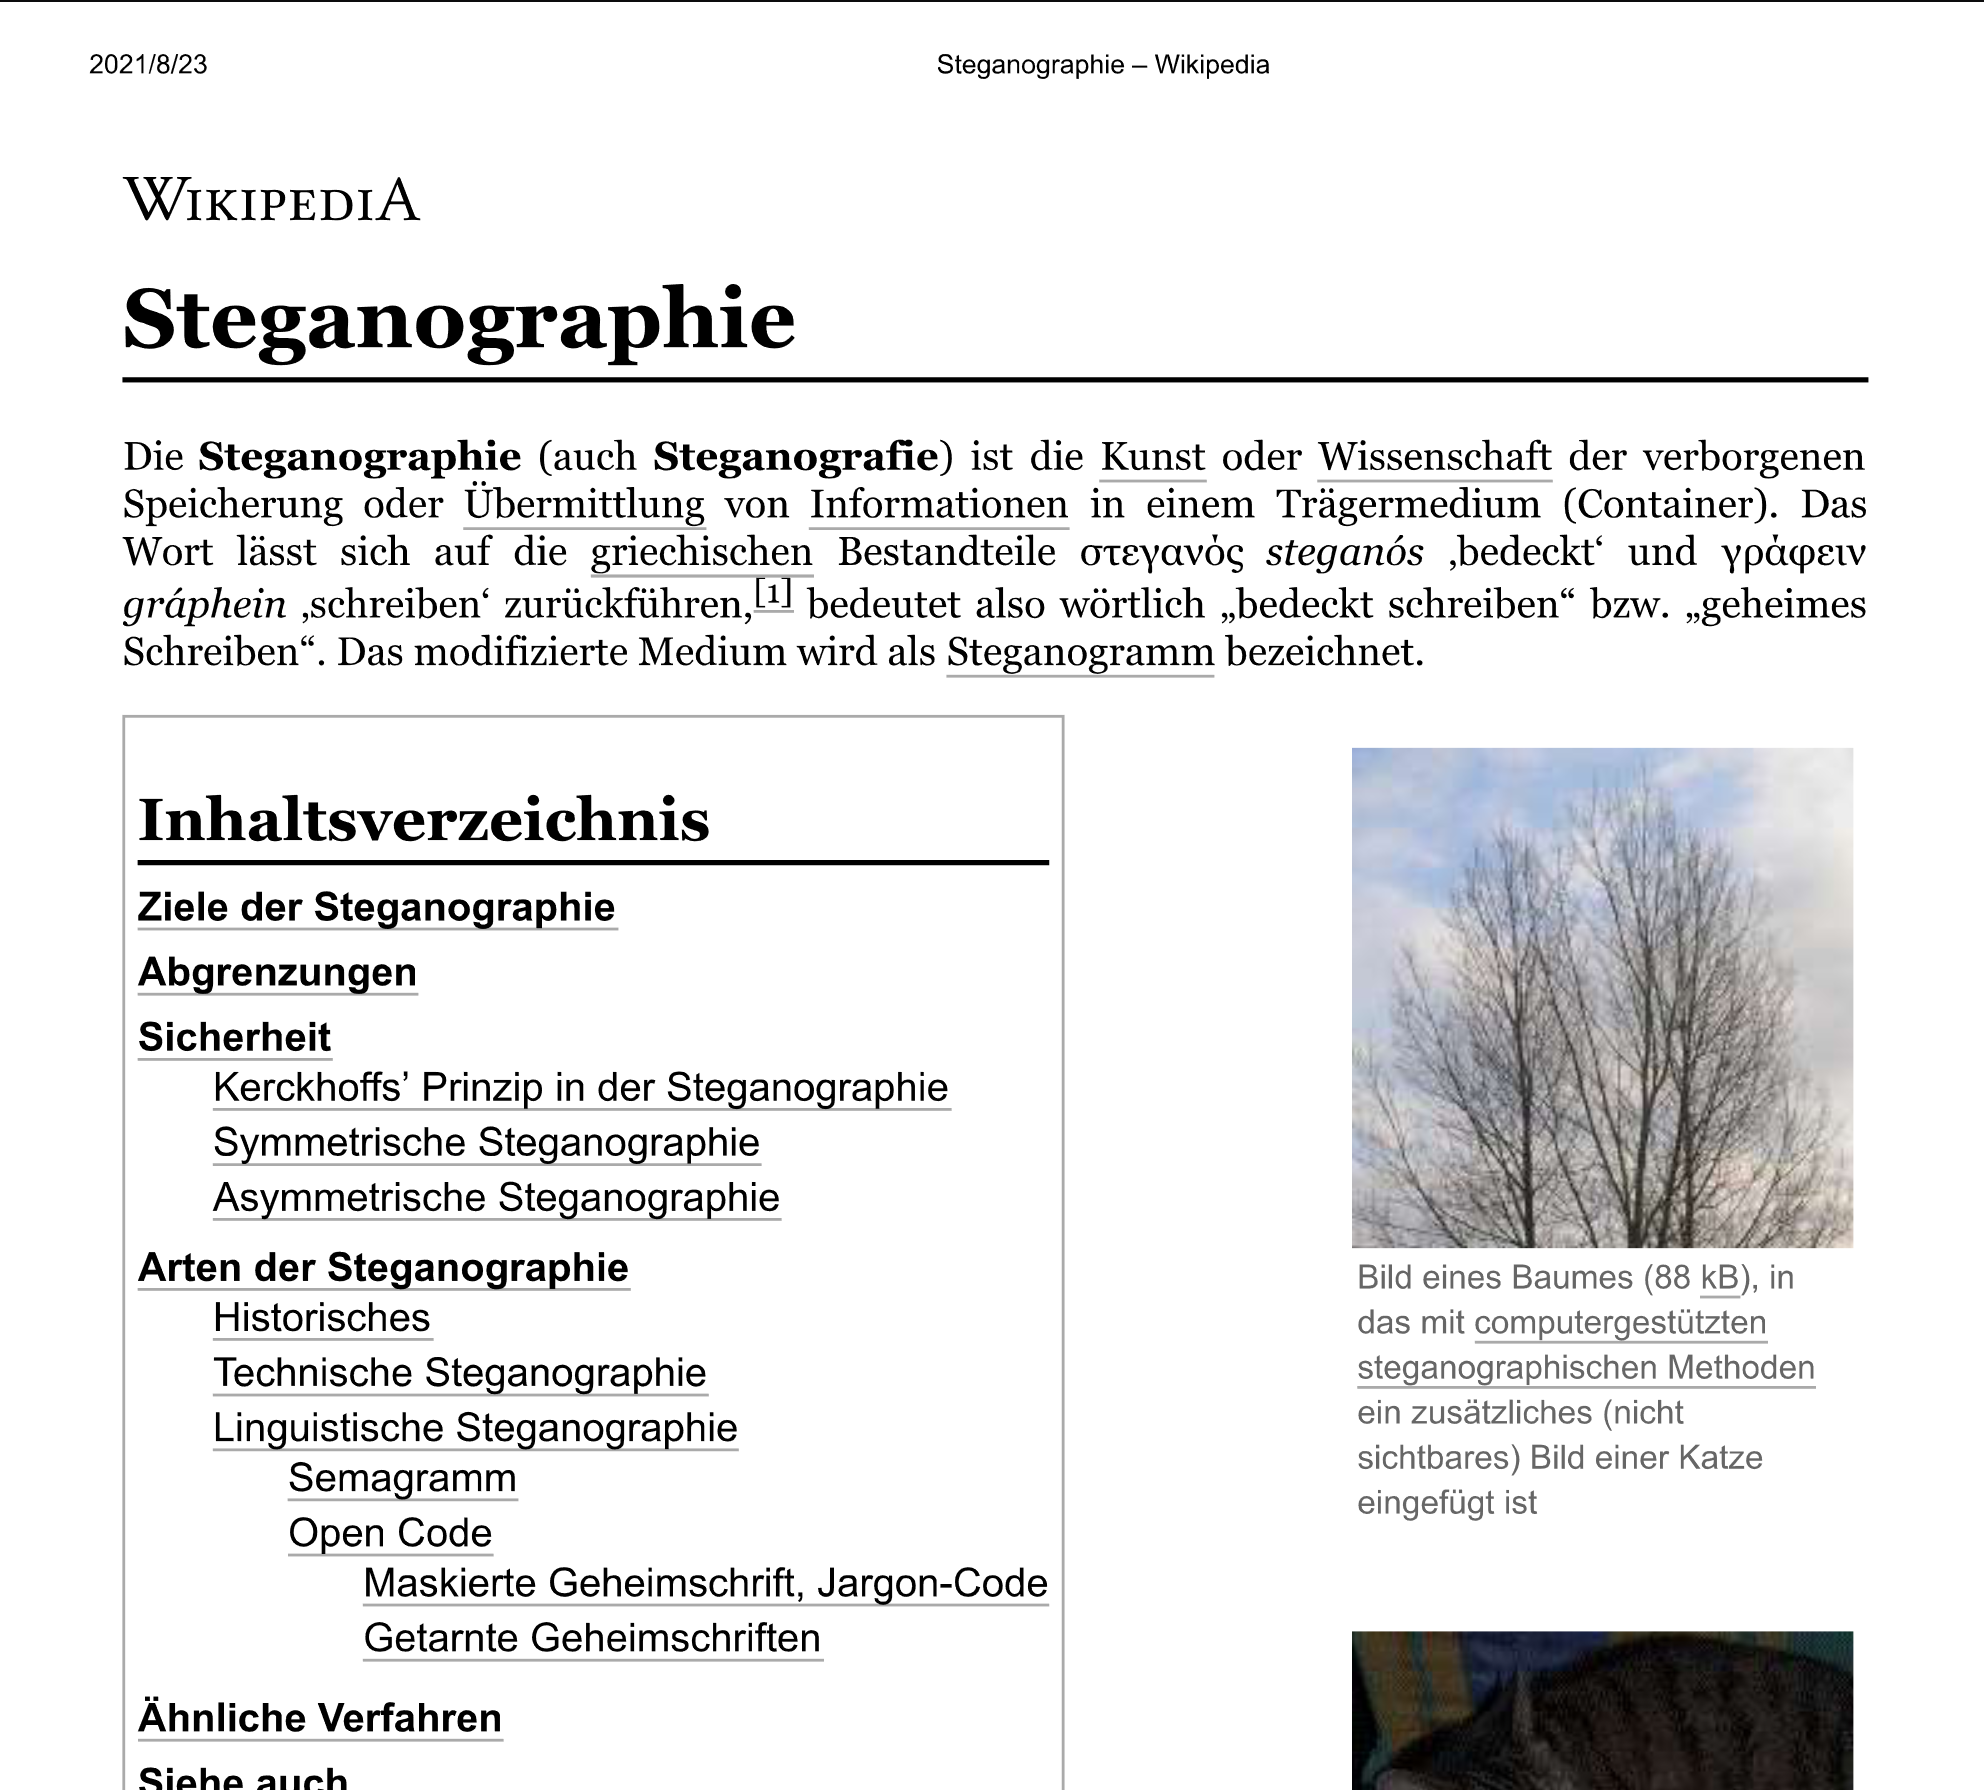 2021/8/23
Steganographie – Wikipedia
WIKIPEDIA
Steganographie
Die Steganographie (auch Steganografie) ist die Kunst oder Wissenschaft der verborgenen
Speicherung oder Übermittlung von Informationen in einem Trägermedium (Container). Das
Wort lässt sich auf die griechischen Bestandteile στεγανός steganós ‚bedeckt‘ und γράφειν
gráphein ‚schreiben‘ zurückführen,[1] bedeutet also wörtlich „bedeckt schreiben“ bzw. „geheimes
Schreiben“. Das modifizierte Medium wird als Steganogramm bezeichnet.
Inhaltsverzeichnis
Ziele der Steganographie
Abgrenzungen
Sicherheit
Kerckhoffs’ Prinzip in der Steganographie
Symmetrische Steganographie
Asymmetrische Steganographie
Arten der Steganographie
Historisches
Technische Steganographie
Linguistische Steganographie
Semagramm
Open Code
Maskierte Geheimschrift, Jargon-Code
Getarnte Geheimschriften
Ähnliche Verfahren
Siehe auch
Bild eines Baumes (88 kB), in
das mit computergestützten
steganographischen Methoden
ein zusätzliches (nicht
sichtbares) Bild einer Katze
eingefügt ist